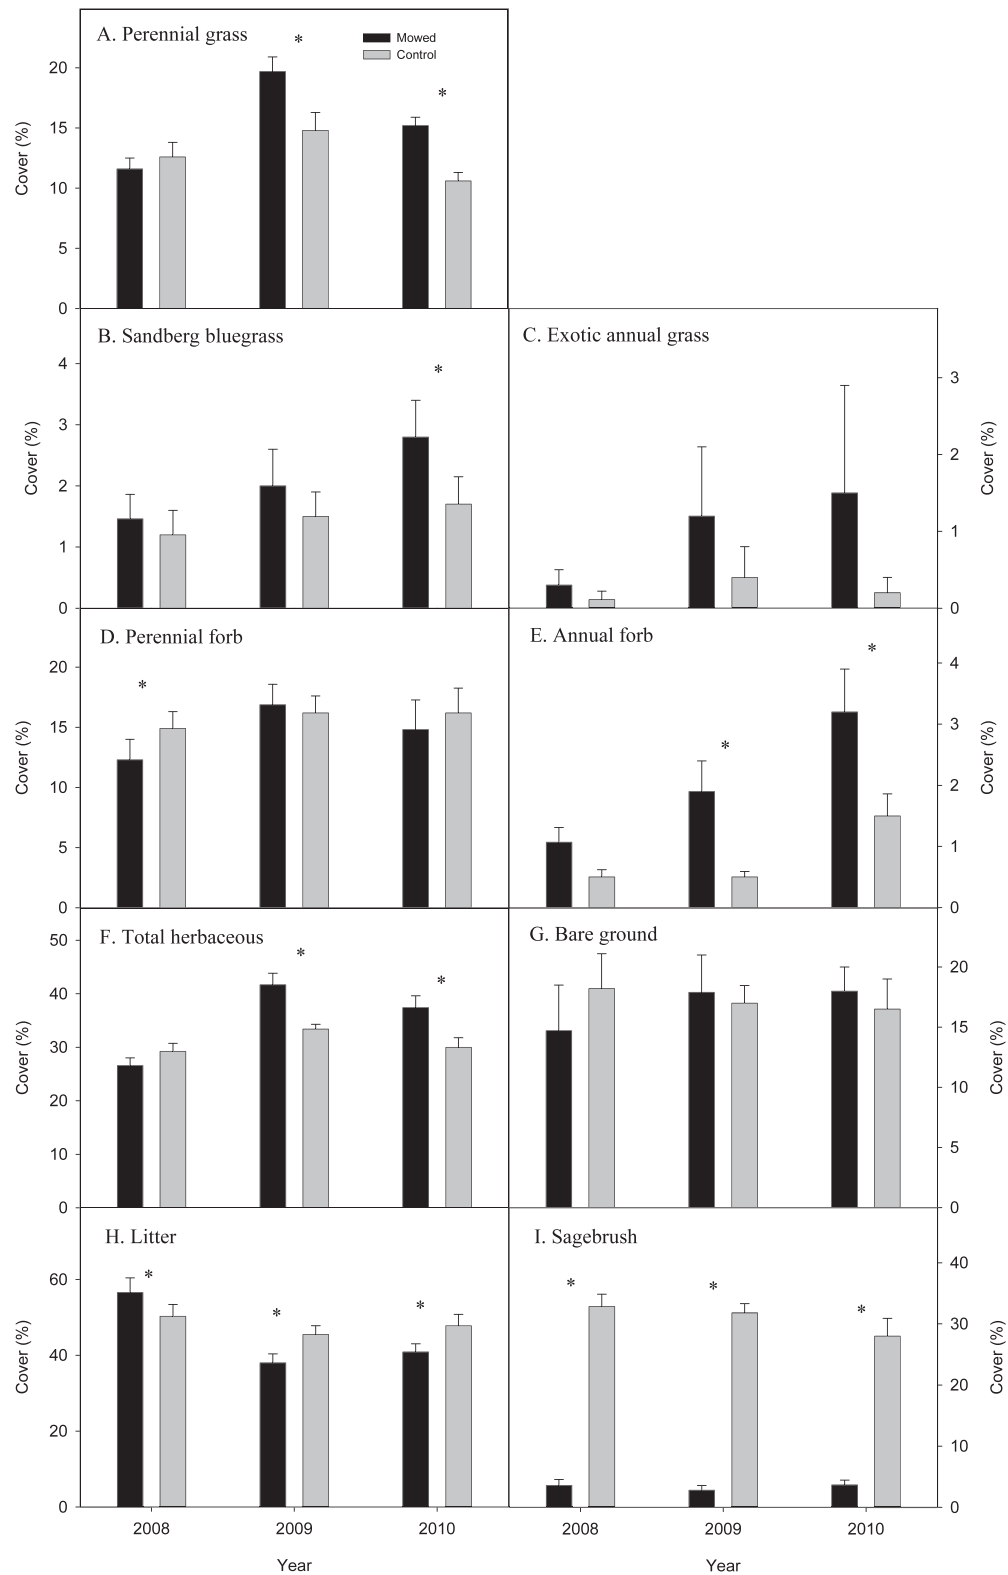 A. Perennial grass
*
Mowed
Control
*
20
15
10
5
0
Cover (%)
B. Sandberg bluegrass
*
4
3
2
1
0
Cover (%)
C. Exotic annual grass
3
2
1
0
Cover (%)
D. Perennial forb
*
20
15
10
5
0
Cover (%)
E. Annual forb
*
*
4
3
2
1
0
Cover (%)
F. Total herbaceous
*
*
50
40
30
20
10
0
Cover (%)
G. Bare ground
20
15
10
5
0
Cover (%)
H. Litter
*
*
*
60
40
20
0
Cover (%)
2008 2009 2010
Year
I. Sagebrush
*
*
*
40
30
20
10
0
Cover (%)
2008 2009 2010
Year